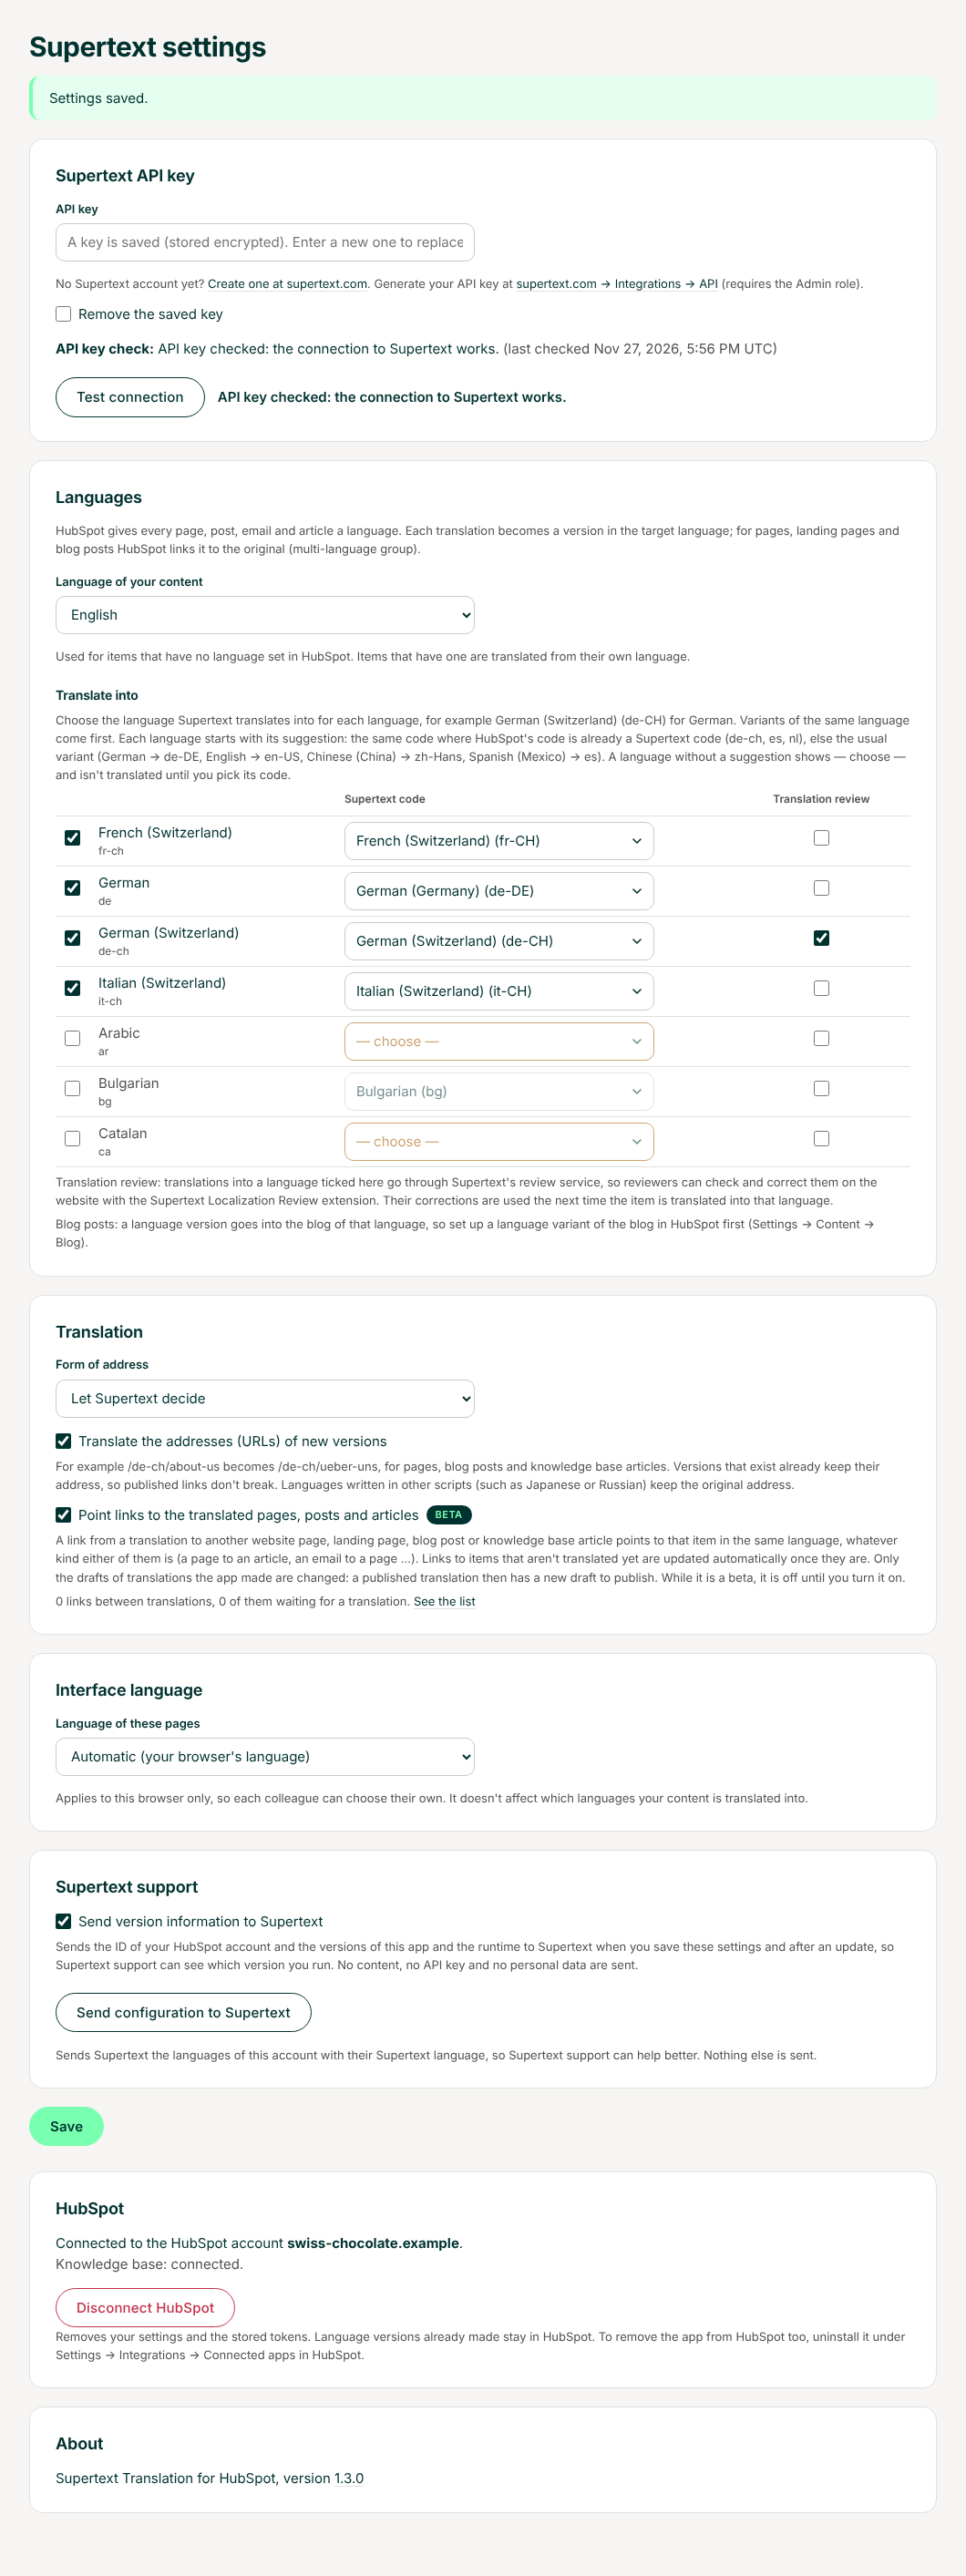 Supertext settings
Settings saved.
Supertext API key
API key
A key is saved (stored encrypted). Enter a new one to replace
No Supertext account yet? Create one at supertext.com. Generate your API key at supertext.com → Integrations → API (requires the Admin role).
Remove the saved key
API key check: API key checked: the connection to Supertext works. (last checked Nov 27, 2026, 5:56 PM UTC)
Test connection API key checked: the connection to Supertext works.
Languages
HubSpot gives every page, post, email and article a language. Each translation becomes a version in the target language; for pages, landing pages and
blog posts HubSpot links it to the original (multi-language group).
Language of your content
English
Used for items that have no language set in HubSpot. Items that have one are translated from their own language.
Translate into
Choose the language Supertext translates into for each language, for example German (Switzerland) (de-CH) for German. Variants of the same language
come first. Each language starts with its suggestion: the same code where HubSpot's code is already a Supertext code (de-ch, es, nl), else the usual
variant (German → de-DE, English → en-US, Chinese (China) → zh-Hans, Spanish (Mexico) → es). A language without a suggestion shows — choose —
and isn't translated until you pick its code.
Supertext code Translation review
French (Switzerland) French (Switzerland) (fr-CH)
fr-ch
German German (Germany) (de-DE)
de
German (Switzerland) German (Switzerland) (de-CH)
de-ch
Italian (Switzerland) Italian (Switzerland) (it-CH)
it-ch
Arabic — choose —
ar
Bulgarian Bulgarian (bg)
bg
Catalan — choose —
ca
Translation review: translations into a language ticked here go through Supertext's review service, so reviewers can check and correct them on the
website with the Supertext Localization Review extension. Their corrections are used the next time the item is translated into that language.
Blog posts: a language version goes into the blog of that language, so set up a language variant of the blog in HubSpot first (Settings → Content →
Blog).
Translation
Form of address
Let Supertext decide
Translate the addresses (URLs) of new versions
For example /de-ch/about-us becomes /de-ch/ueber-uns, for pages, blog posts and knowledge base articles. Versions that exist already keep their
address, so published links don't break. Languages written in other scripts (such as Japanese or Russian) keep the original address.
Point links to the translated pages, posts and articles BETA
A link from a translation to another website page, landing page, blog post or knowledge base article points to that item in the same language, whatever
kind either of them is (a page to an article, an email to a page ...). Links to items that aren't translated yet are updated automatically once they are. Only
the drafts of translations the app made are changed: a published translation then has a new draft to publish. While it is a beta, it is off until you turn it on.
0 links between translations, 0 of them waiting for a translation. See the list
Interface language
Language of these pages
Automatic (your browser's language)
Applies to this browser only, so each colleague can choose their own. It doesn't affect which languages your content is translated into.
Supertext support
Send version information to Supertext
Sends the ID of your HubSpot account and the versions of this app and the runtime to Supertext when you save these settings and after an update, so
Supertext support can see which version you run. No content, no API key and no personal data are sent.
Send configuration to Supertext
Sends Supertext the languages of this account with their Supertext language, so Supertext support can help better. Nothing else is sent.
Save
HubSpot
Connected to the HubSpot account swiss-chocolate.example.
Knowledge base: connected.
Disconnect HubSpot
Removes your settings and the stored tokens. Language versions already made stay in HubSpot. To remove the app from HubSpot too, uninstall it under
Settings → Integrations → Connected apps in HubSpot.
About
Supertext Translation for HubSpot, version 1.3.0